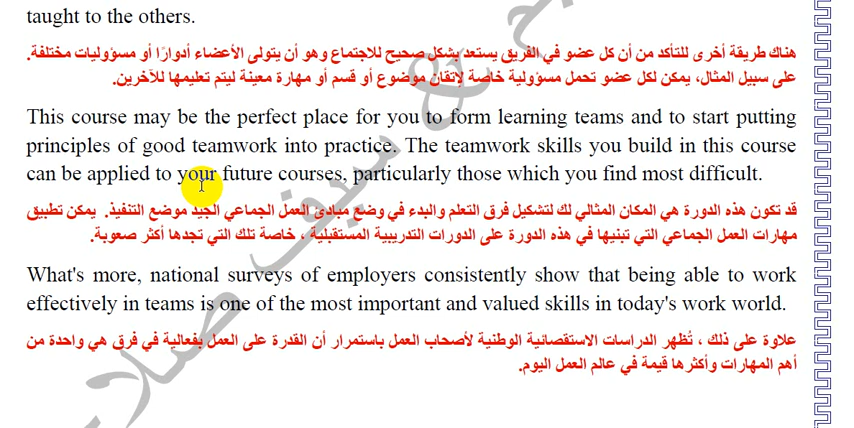 taught to the others.
هناك طريقة أخرى للتأكد من أن كل عضو في الفريق يستعد بشكل صحيح للاجتماع وهو أن يتولى الأعضاء أدوارًا أو مسؤوليات مختلفة.
على سبيل المثال، يمكن لكل عضو تحمل مسؤولية خاصة لإتقان موضوع أو قسم أو مهارة معينة ليتم تعليمها للآخرين.
This course may be the perfect place for you to form learning teams and to start putting
principles of good teamwork into practice. The teamwork skills you build in this course
can be applied to your future courses, particularly those which you find most difficult.
قد تكون هذه الدورة هي المكان المثالي لك لتشكيل فرق التعلم والبدء في وضع مبادئ العمل الجماعي الجيد موضع التنفيذ. يمكن تطبيق
مهارات العمل الجماعي التي تبنيها في هذه الدورة على الدورات التدريبية المستقبلية ، خاصة تلك التي تجدها أكثر صعوبة.
What's more, national surveys of employers consistently show that being able to work
effectively in teams is one of the most important and valued skills in today's work world.
علاوة على ذلك ، تُظهر الدراسات الاستقصائية الوطنية لأصحاب العمل باستمرار أن القدرة على العمل بفعالية في فرق هي واحدة من
أهم المهارات وأكثرها قيمة في عالم العمل اليوم.